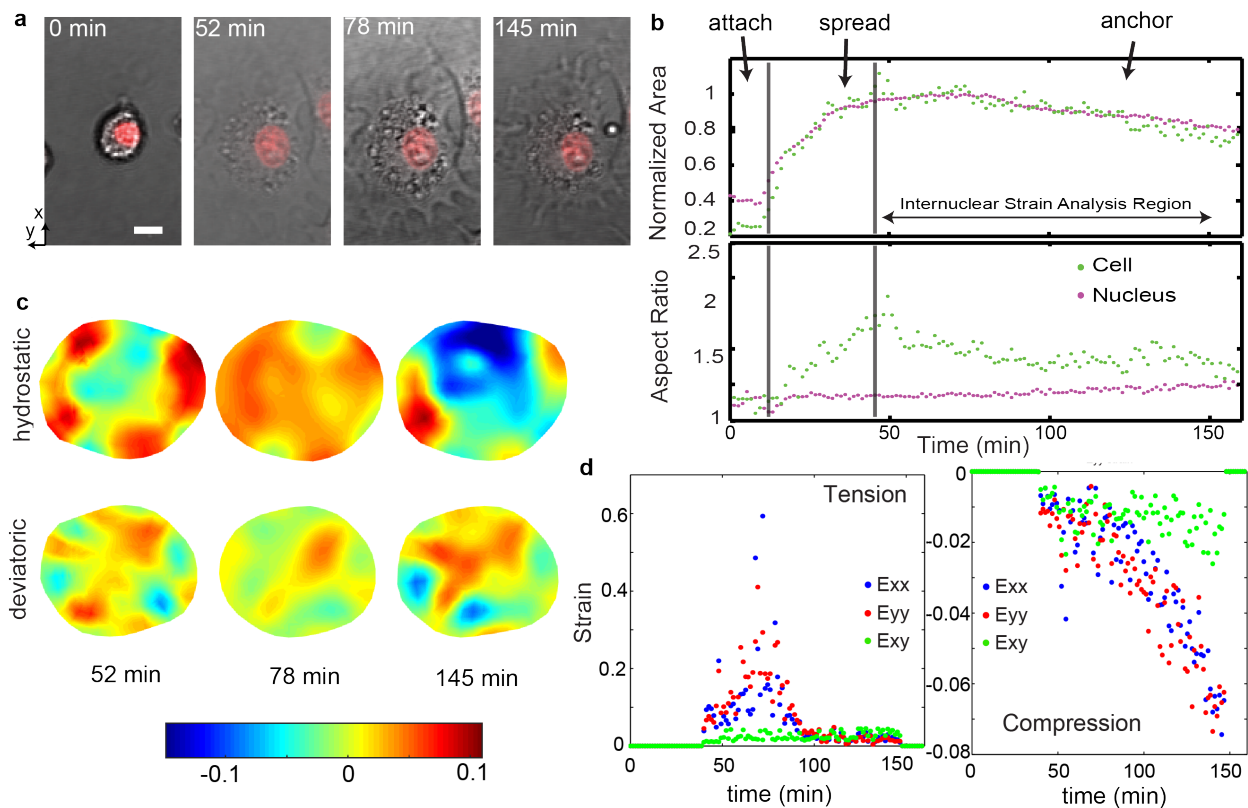 a
0 min
52 min
78 min
145 min
x
y
b
attach
spread
anchor
Normalized Area
1
0.8
0.6
0.4
0.2
Internuclear Strain Analysis Region
Aspect Ratio
2.5
2
1.5
1
Cell
Nucleus
0
50
100
150
Time (min)
c
hydrostatic
deviatoric
52 min
78 min
145 min
-0.1
0
0.1
d
Strain
0.6
0.4
0.2
0
Tension
Exx
Eyy
Exy
0
50
100
150
time (min)
0
-0.02
-0.04
-0.06
-0.08
Exx
Eyy
Exy
Compression
0
50
100
150
time (min)